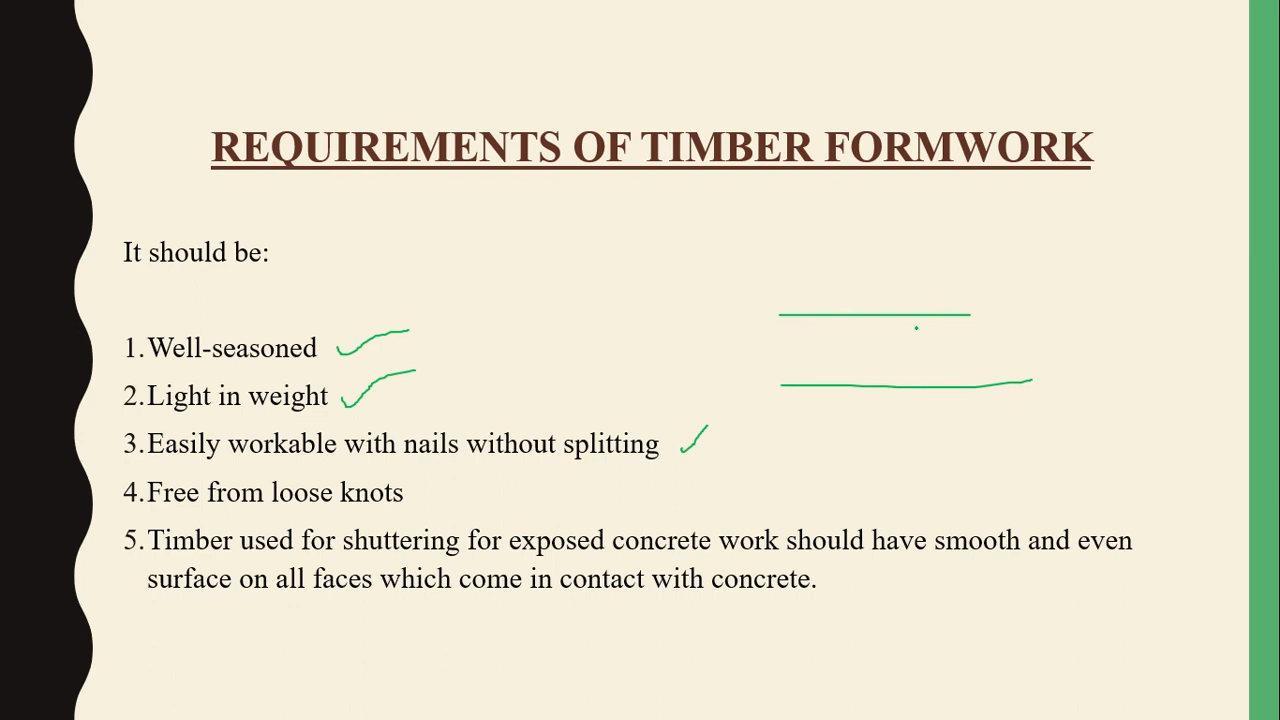 REQUIREMENTS OF TIMBER FORMWORK
It should be:
1. Well-seasoned
2. Light in weight
3. Easily workable with nails without splitting
4. Free from loose knots
5. Timber used for shuttering for exposed concrete work should have smooth and even
surface on all faces which come in contact with concrete.